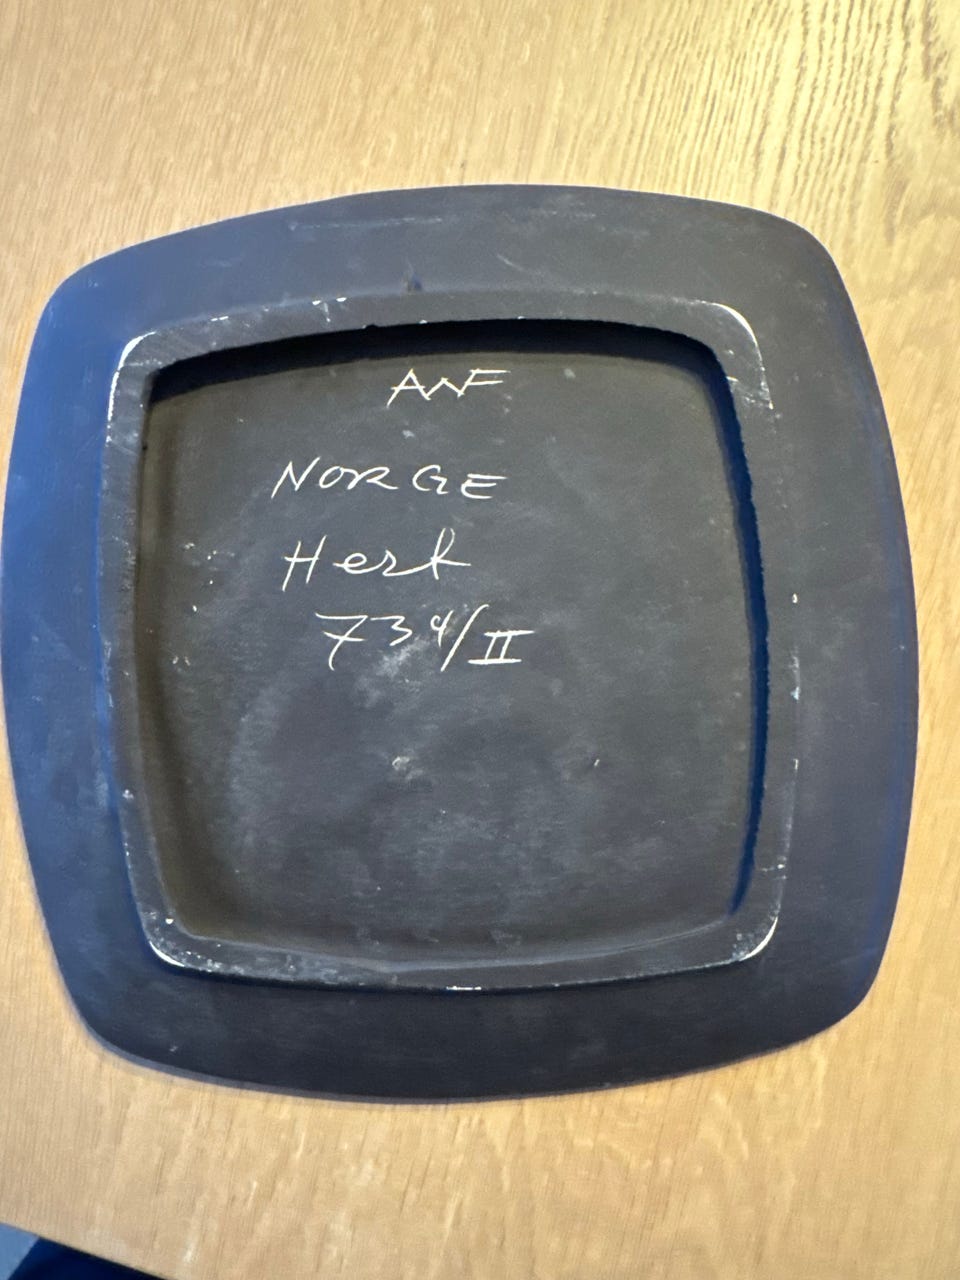 ANF
NORGE
Herk
734/II